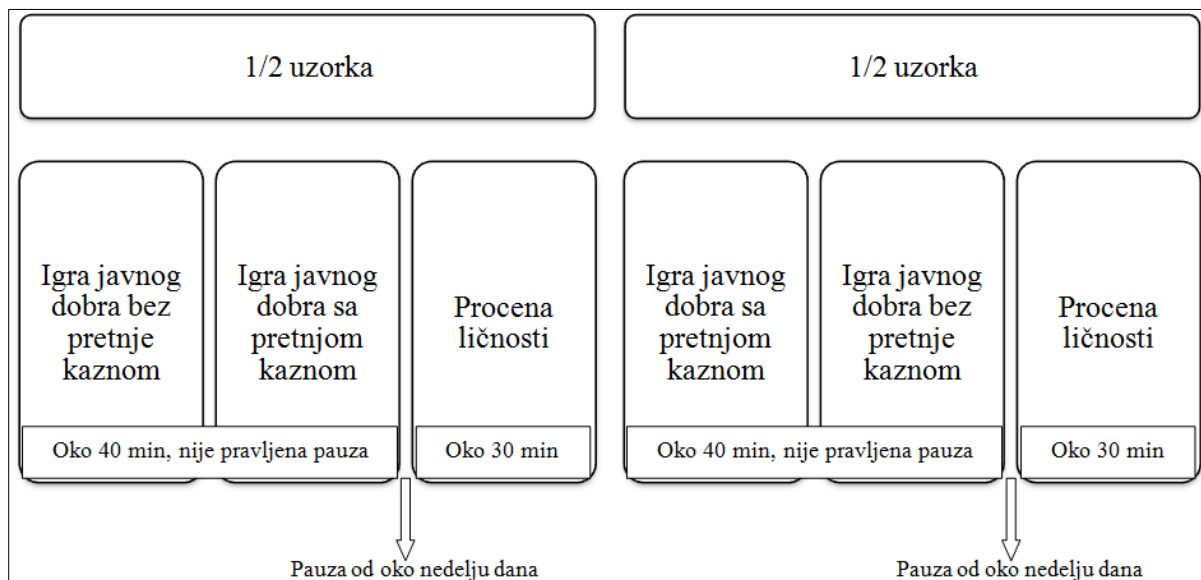 1/2 uzorka
Igra javnog
dobra bez
pretnje
kaznom
Igra javnog
dobra sa
pretnjom
kaznom
Procena
ličnosti
Oko 40 min, nije pravljena pauza
Oko 30 min
Pauza od oko nedelju dana
1/2 uzorka
Igra javnog
dobra sa
pretnjom
kaznom
Igra javnog
dobra bez
pretnje
kaznom
Procena
ličnosti
Oko 40 min, nije pravljena pauza
Oko 30 min
Pauza od oko nedelju dana